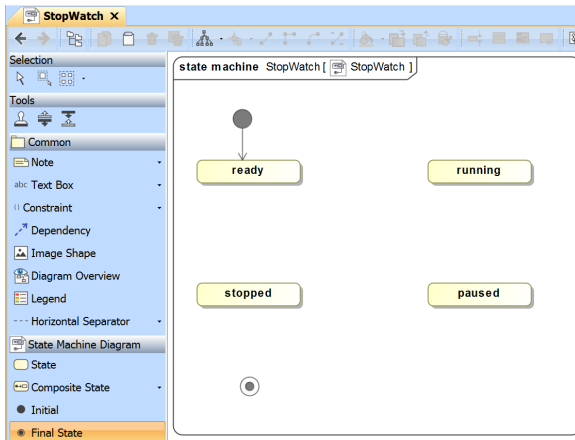 StopWatch
Selection
Tools
Common
Note
abc Text Box
Constraint
Dependency
Image Shape
Diagram Overview
Legend
Horizontal Separator
State Machine Diagram
State
Composite State
Initial
Final State
state machine StopWatch [ StopWatch ]
ready
running
stopped
paused